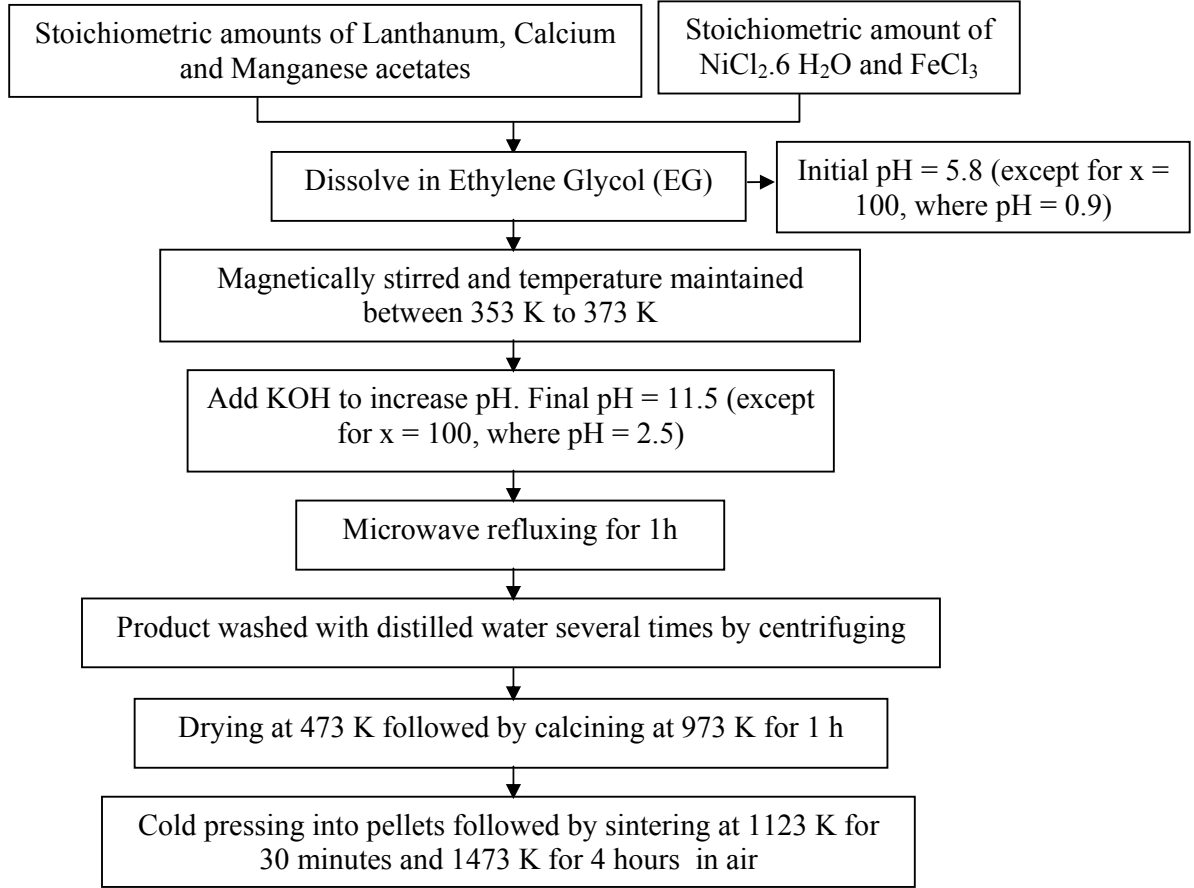 Stoichiometric amounts of Lanthanum, Calcium
and Manganese acetates
Stoichiometric amount of
NiCl₂.6 H₂O and FeCl₃
Dissolve in Ethylene Glycol (EG)
Initial pH = 5.8 (except for x =
100, where pH = 0.9)
Magnetically stirred and temperature maintained
between 353 K to 373 K
Add KOH to increase pH. Final pH = 11.5 (except
for x = 100, where pH = 2.5)
Microwave refluxing for 1h
Product washed with distilled water several times by centrifuging
Drying at 473 K followed by calcining at 973 K for 1 h
Cold pressing into pellets followed by sintering at 1123 K for
30 minutes and 1473 K for 4 hours in air